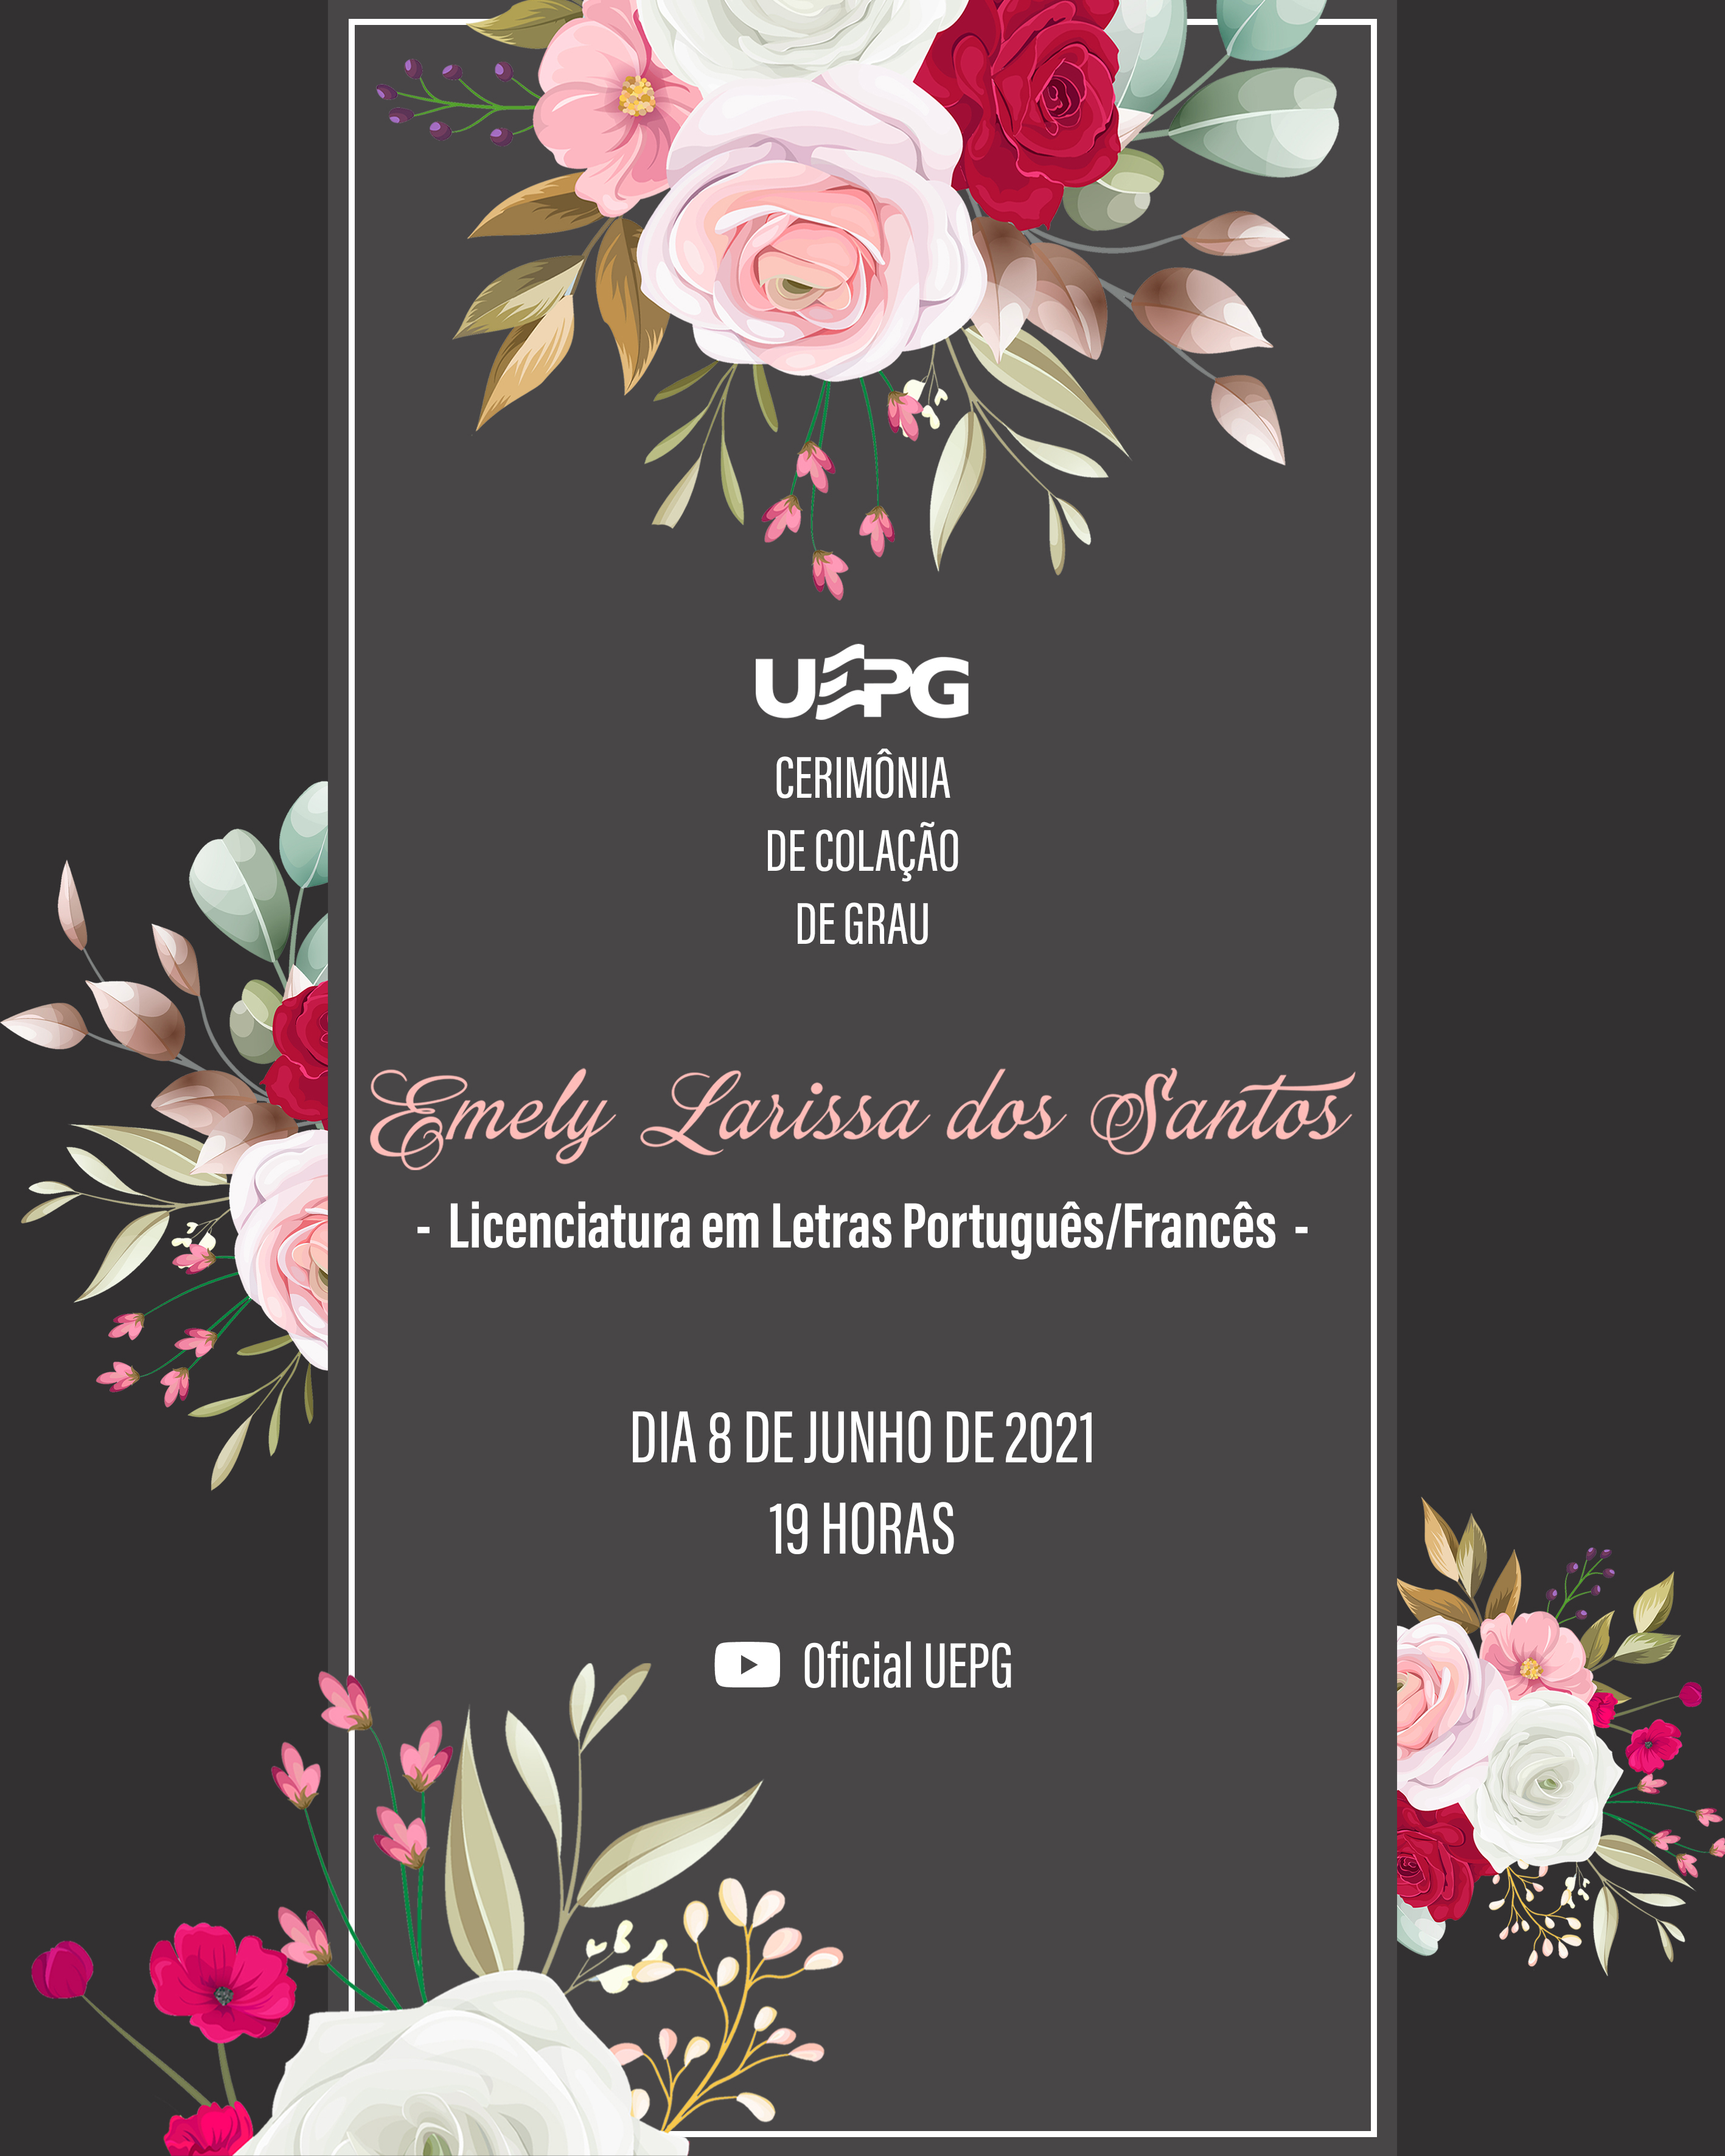 UEPG
CERIMÔNIA
DE COLAÇÃO
DE GRAU
Emely Larissa dos Santos
- Licenciatura em Letras Português/Francês -
DIA 8 DE JUNHO DE 2021
19 HORAS
Oficial UEPG